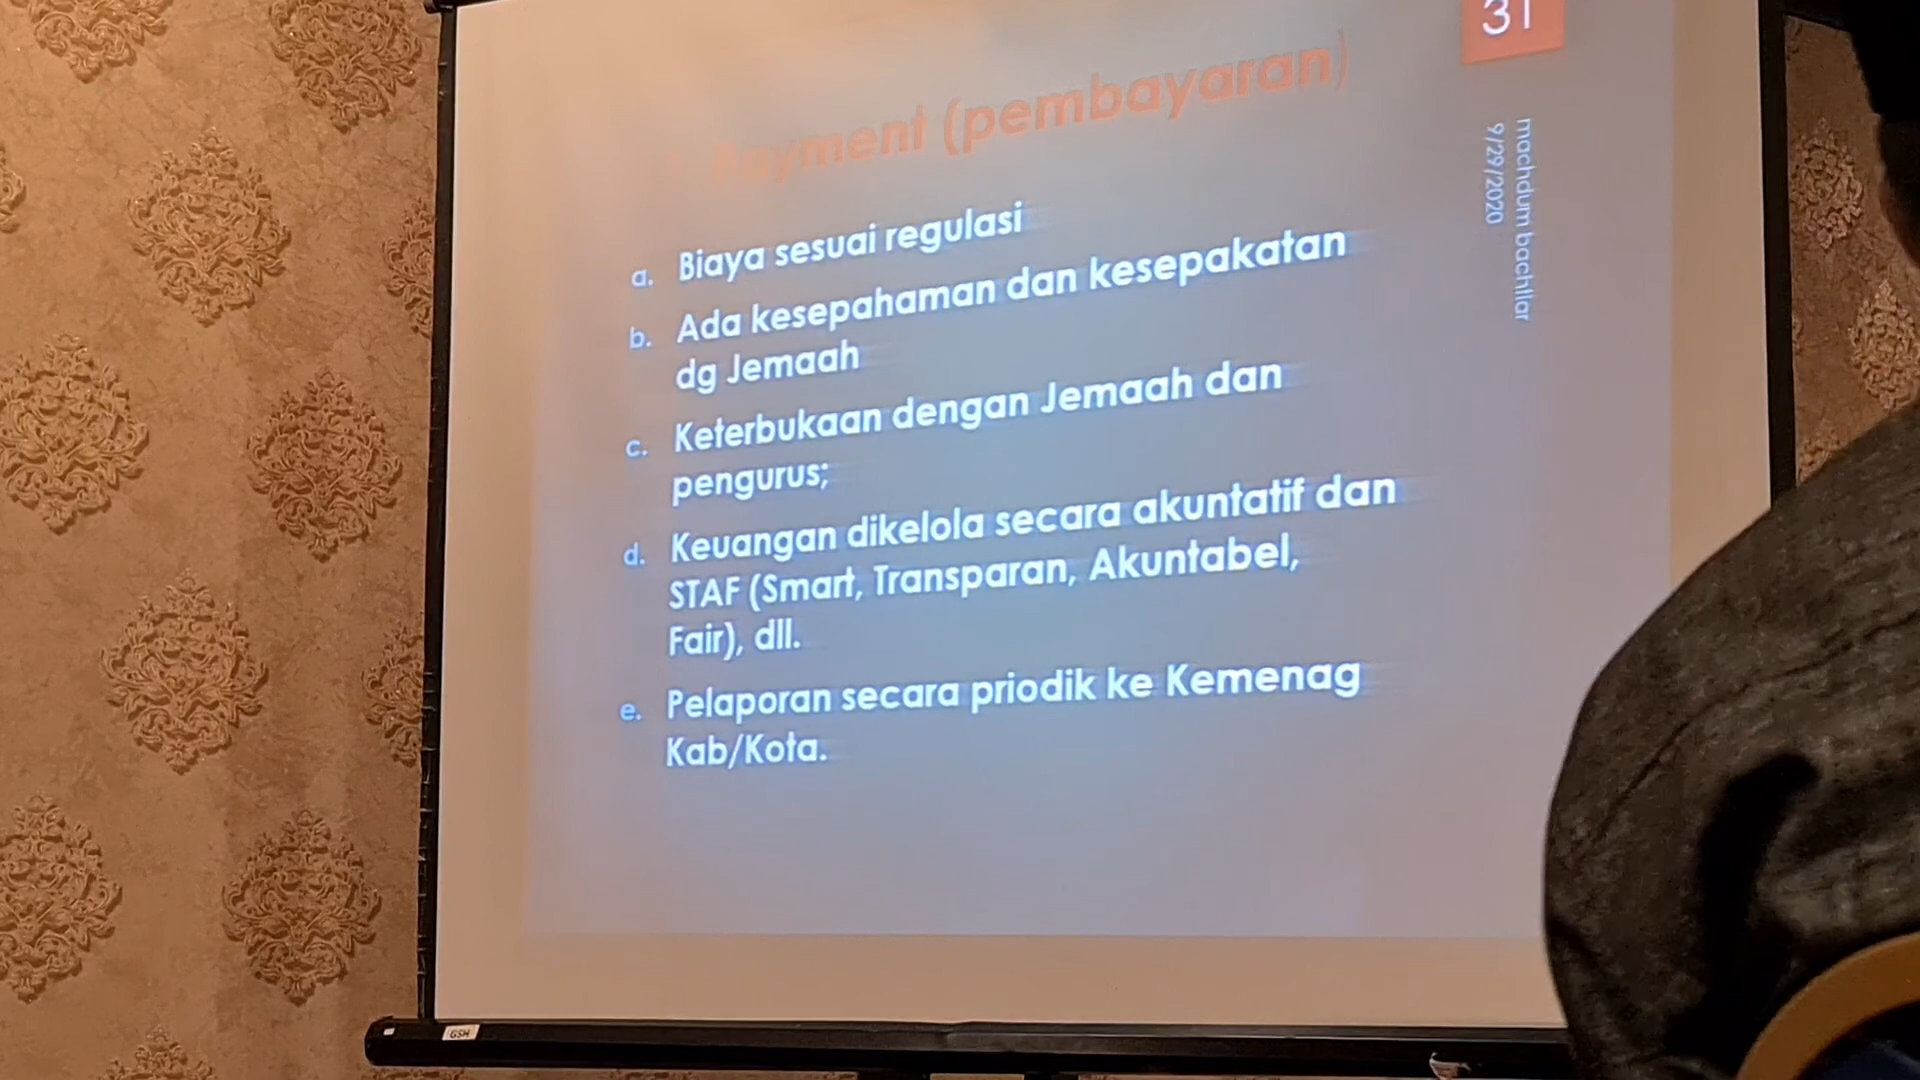 31
Payment (pembayaran)
machdum bachtiar
9/29/2020
a. Biaya sesuai regulasi
b. Ada kesepahaman dan kesepakatan
dg Jemaah
c. Keterbukaan dengan Jemaah dan
pengurus;
d. Keuangan dikelola secara akuntatif dan
STAF (Smart, Transparan, Akuntabel,
Fair), dll.
e. Pelaporan secara priodik ke Kemenag
Kab/Kota.
GSH